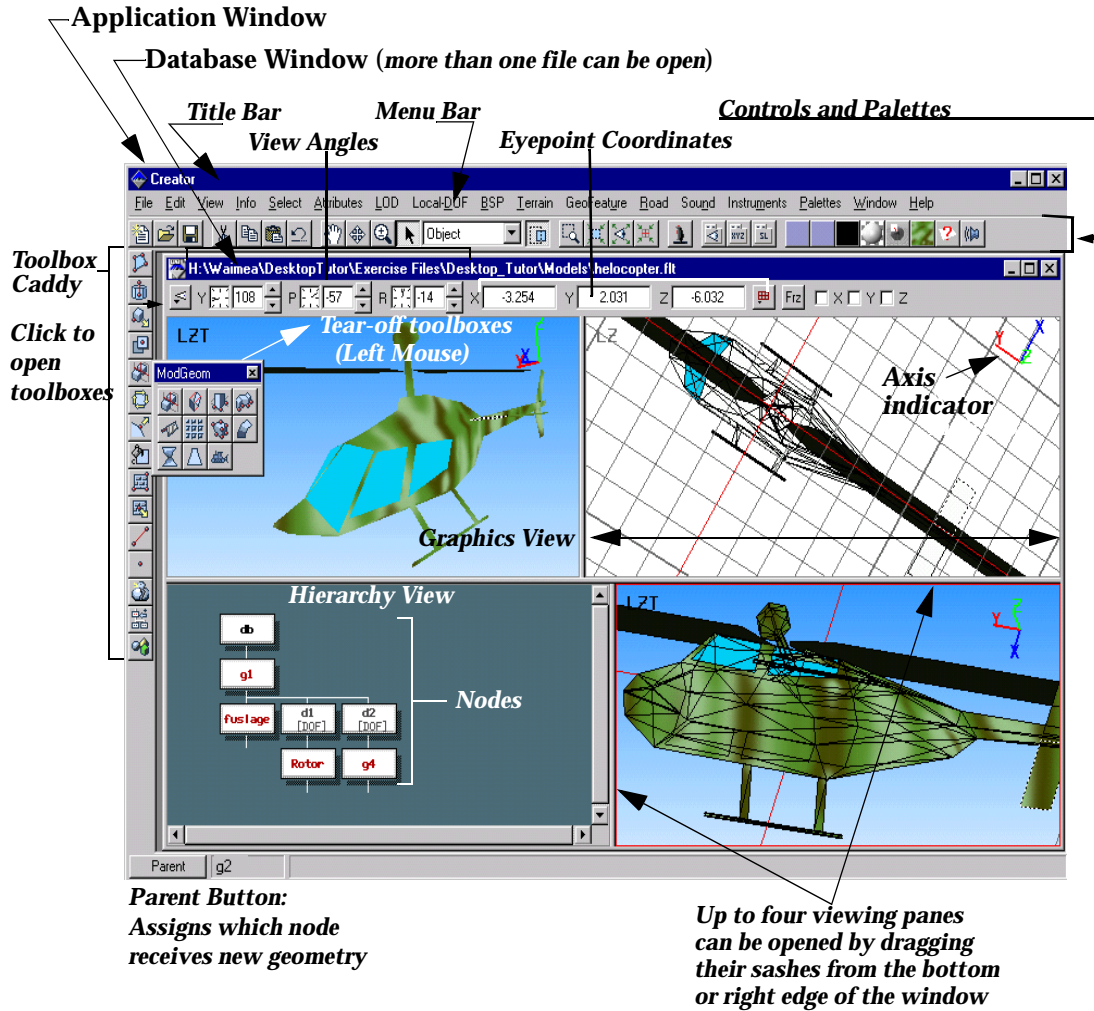 Application Window
Database Window (more than one file can be open)
Title Bar
Menu Bar
Controls and Palettes
View Angles
Eyepoint Coordinates
Creator
File Edit View Info Select Attributes LOD Local-DOF BSP Terrain GeoFeature Road Sound Instruments Palettes Window Help
Object
XYZ
SL
?
Toolbox
Caddy
Click to
open
toolboxes
H:\Waimea\DesktopTutor\Exercise Files\Desktop_Tutor\Models\helocopter.flt
Y 108 P -57 R -14 X -3.254 Y 2.031 Z -6.032 Frz X Y Z
LZT
Tear-off toolboxes
(Left Mouse)
X
ModGeom
LZ
X
Y
Z
Axis
indicator
Graphics View
Hierarchy View
db
g1
fuslage
d1
[DOF]
d2
[DOF]
Rotor
g4
Nodes
LZT
Z
Y
X
Parent g2
Parent Button:
Assigns which node
receives new geometry
Up to four viewing panes
can be opened by dragging
their sashes from the bottom
or right edge of the window